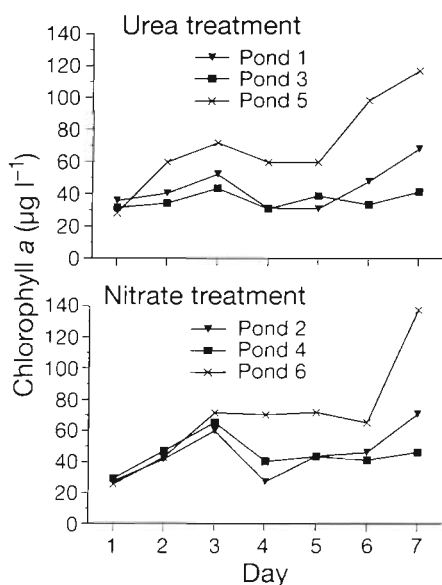 Urea treatment
140
120
100
80
60
40
20
0
Pond 1
Pond 3
Pond 5
Chlorophyll a (µg l⁻¹)
Nitrate treatment
140
120
100
80
60
40
20
0
Pond 2
Pond 4
Pond 6
1 2 3 4 5 6 7
Day